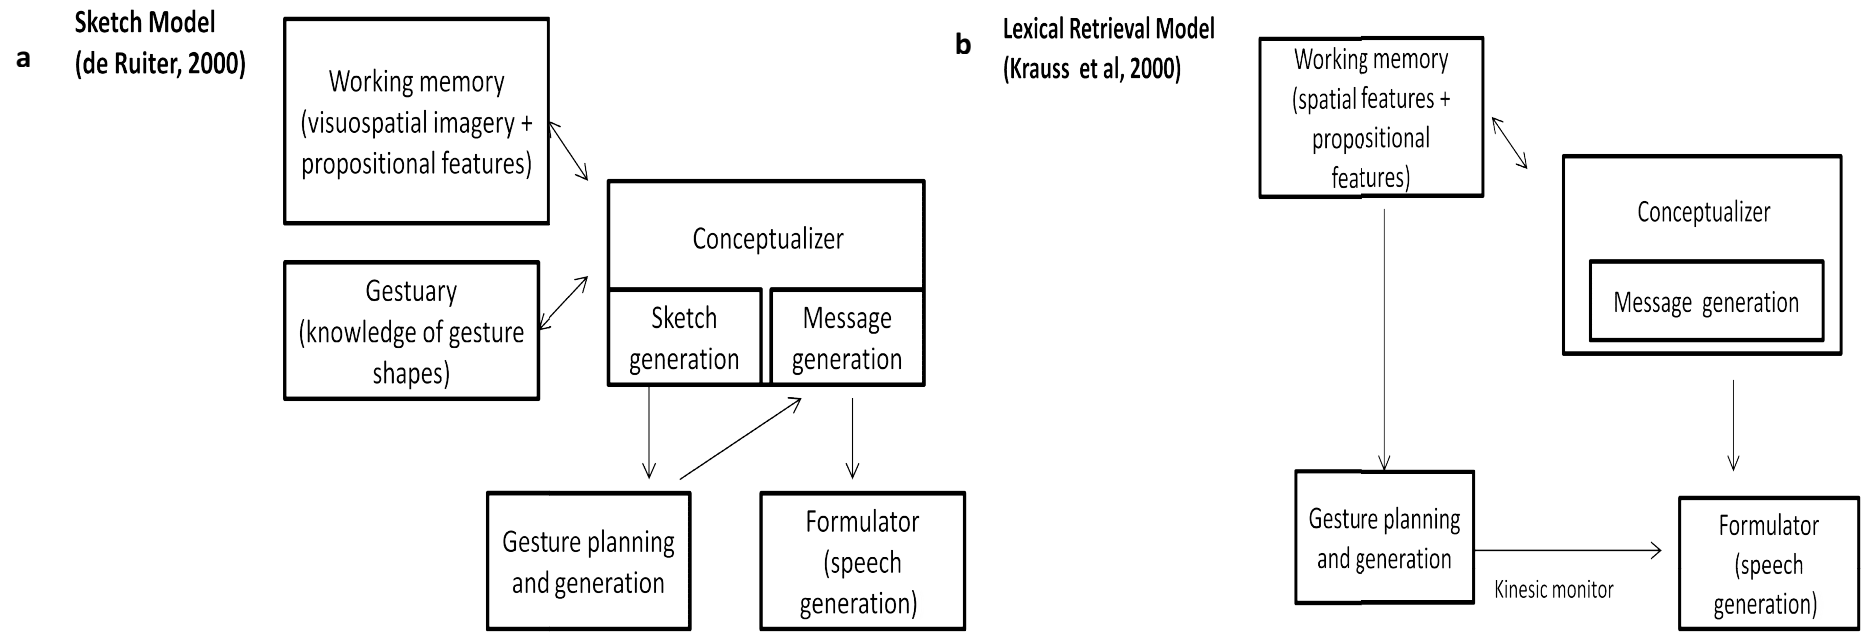 a
Sketch Model
(de Ruiter, 2000)
Working memory
(visuospatial imagery +
propositional features)
Gestuary
(knowledge of gesture
shapes)
Conceptualizer
Sketch
generation
Message
generation
Gesture planning
and generation
Formulator
(speech
generation)
b
Lexical Retrieval Model
(Krauss et al, 2000)
Working memory
(spatial features +
propositional
features)
Conceptualizer
Message generation
Gesture planning
and generation
Kinesic monitor
Formulator
(speech
generation)